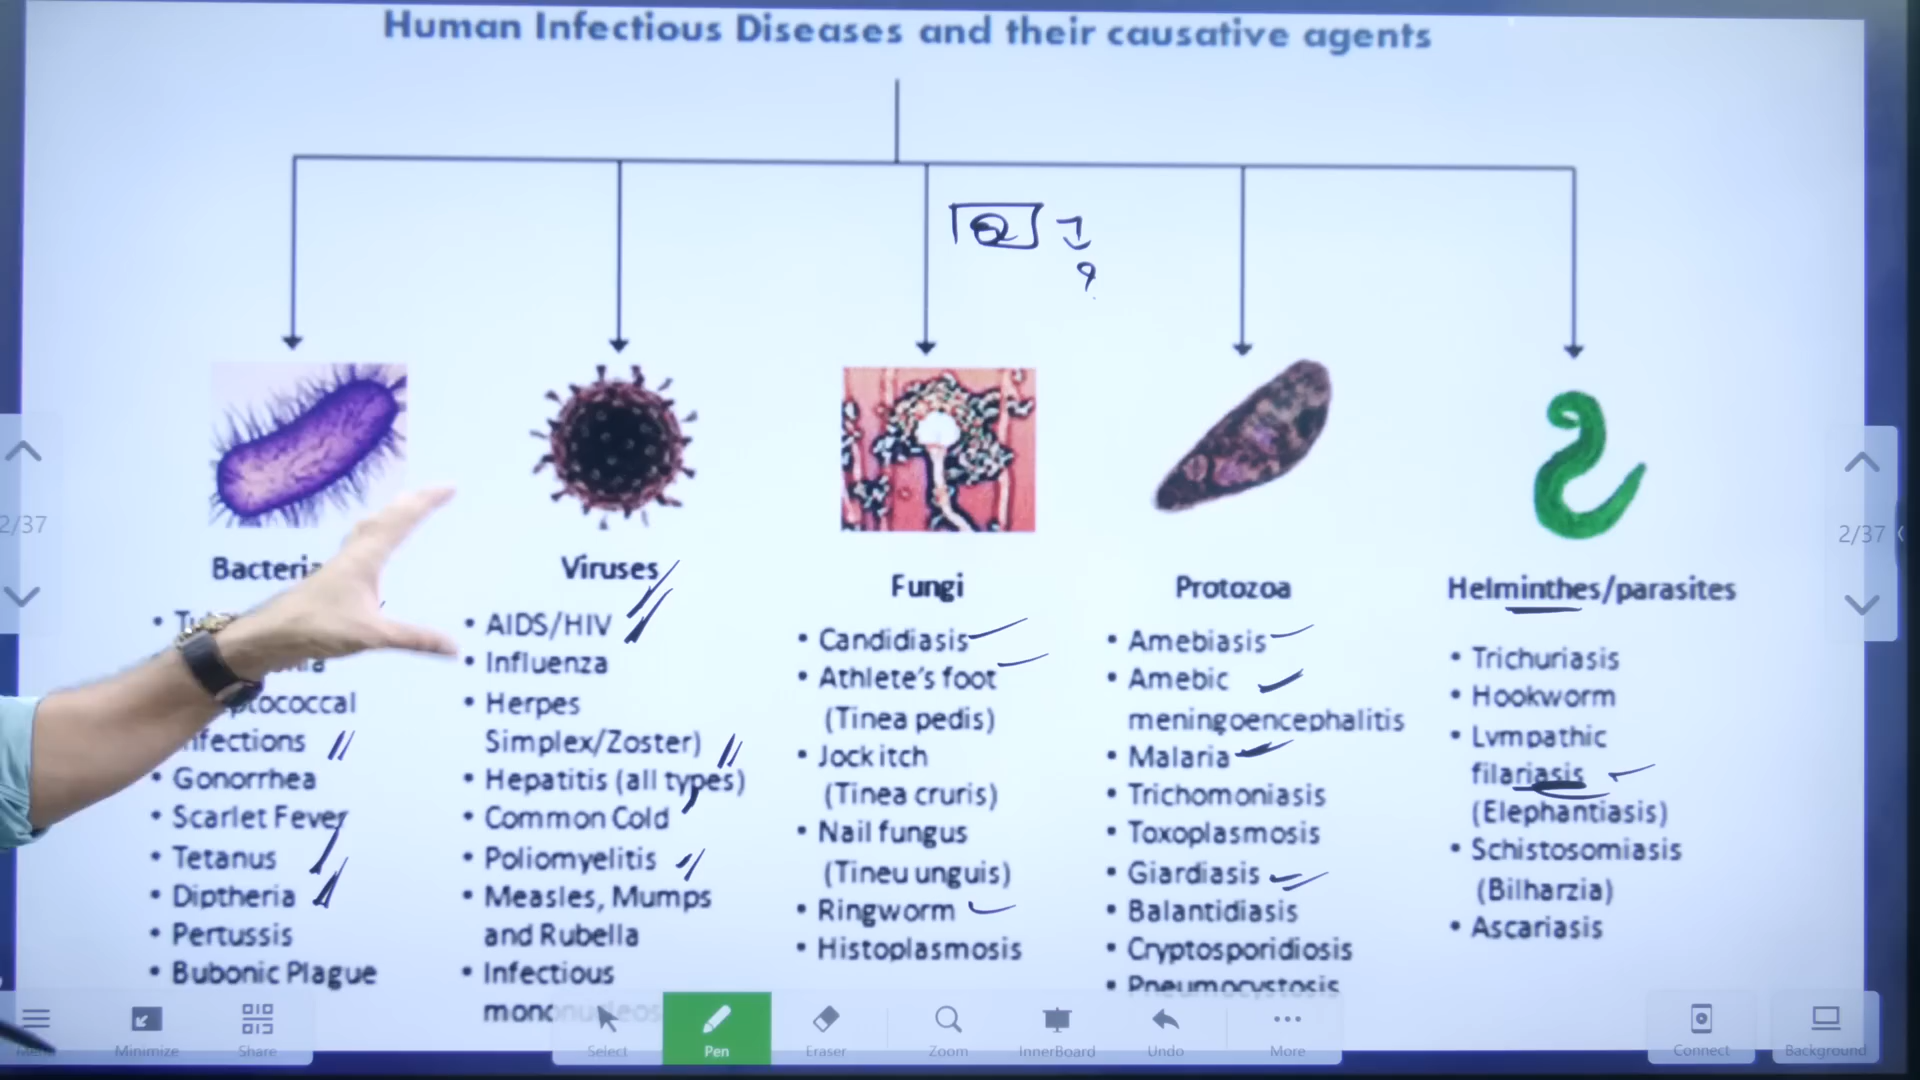 Human Infectious Diseases and their causative agents
Q
2/37
2/37
Bacteria
infections
• Gonorrhea
• Scarlet Fever
• Tetanus
• Diptheria
• Pertussis
• Bubonic Plague
Viruses
• AIDS/HIV
• Influenza
• Herpes
Simplex/Zoster)
• Hepatitis (all types)
• Common Cold
• Poliomyelitis
• Measles, Mumps
and Rubella
• Infectious
Fungi
• Candidiasis
• Athlete's foot
(Tinea pedis)
• Jock itch
(Tinea cruris)
• Nail fungus
(Tineu unguis)
• Ringworm
• Histoplasmosis
Protozoa
• Amebiasis
• Amebic
meningoencephalitis
• Malaria
• Trichomoniasis
• Toxoplasmosis
• Giardiasis
• Balantidiasis
• Cryptosporidiosis
• Pneumocystosis
Helminthes/parasites
• Trichuriasis
• Hookworm
• Lympathic
filariasis
(Elephantiasis)
• Schistosomiasis
(Bilharzia)
• Ascariasis
Menu
Minimize
Share
Select
Pen
Eraser
Zoom
InnerBoard
Undo
More
Connect
Background